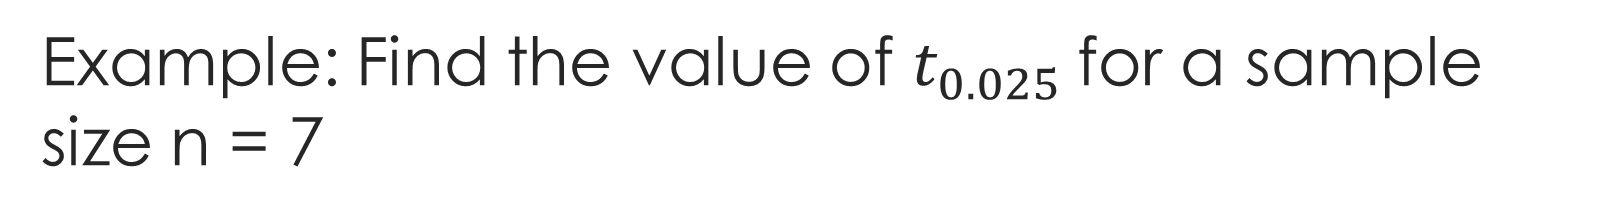 Example: Find the value of t₀.₀₂₅ for a sample
size n = 7